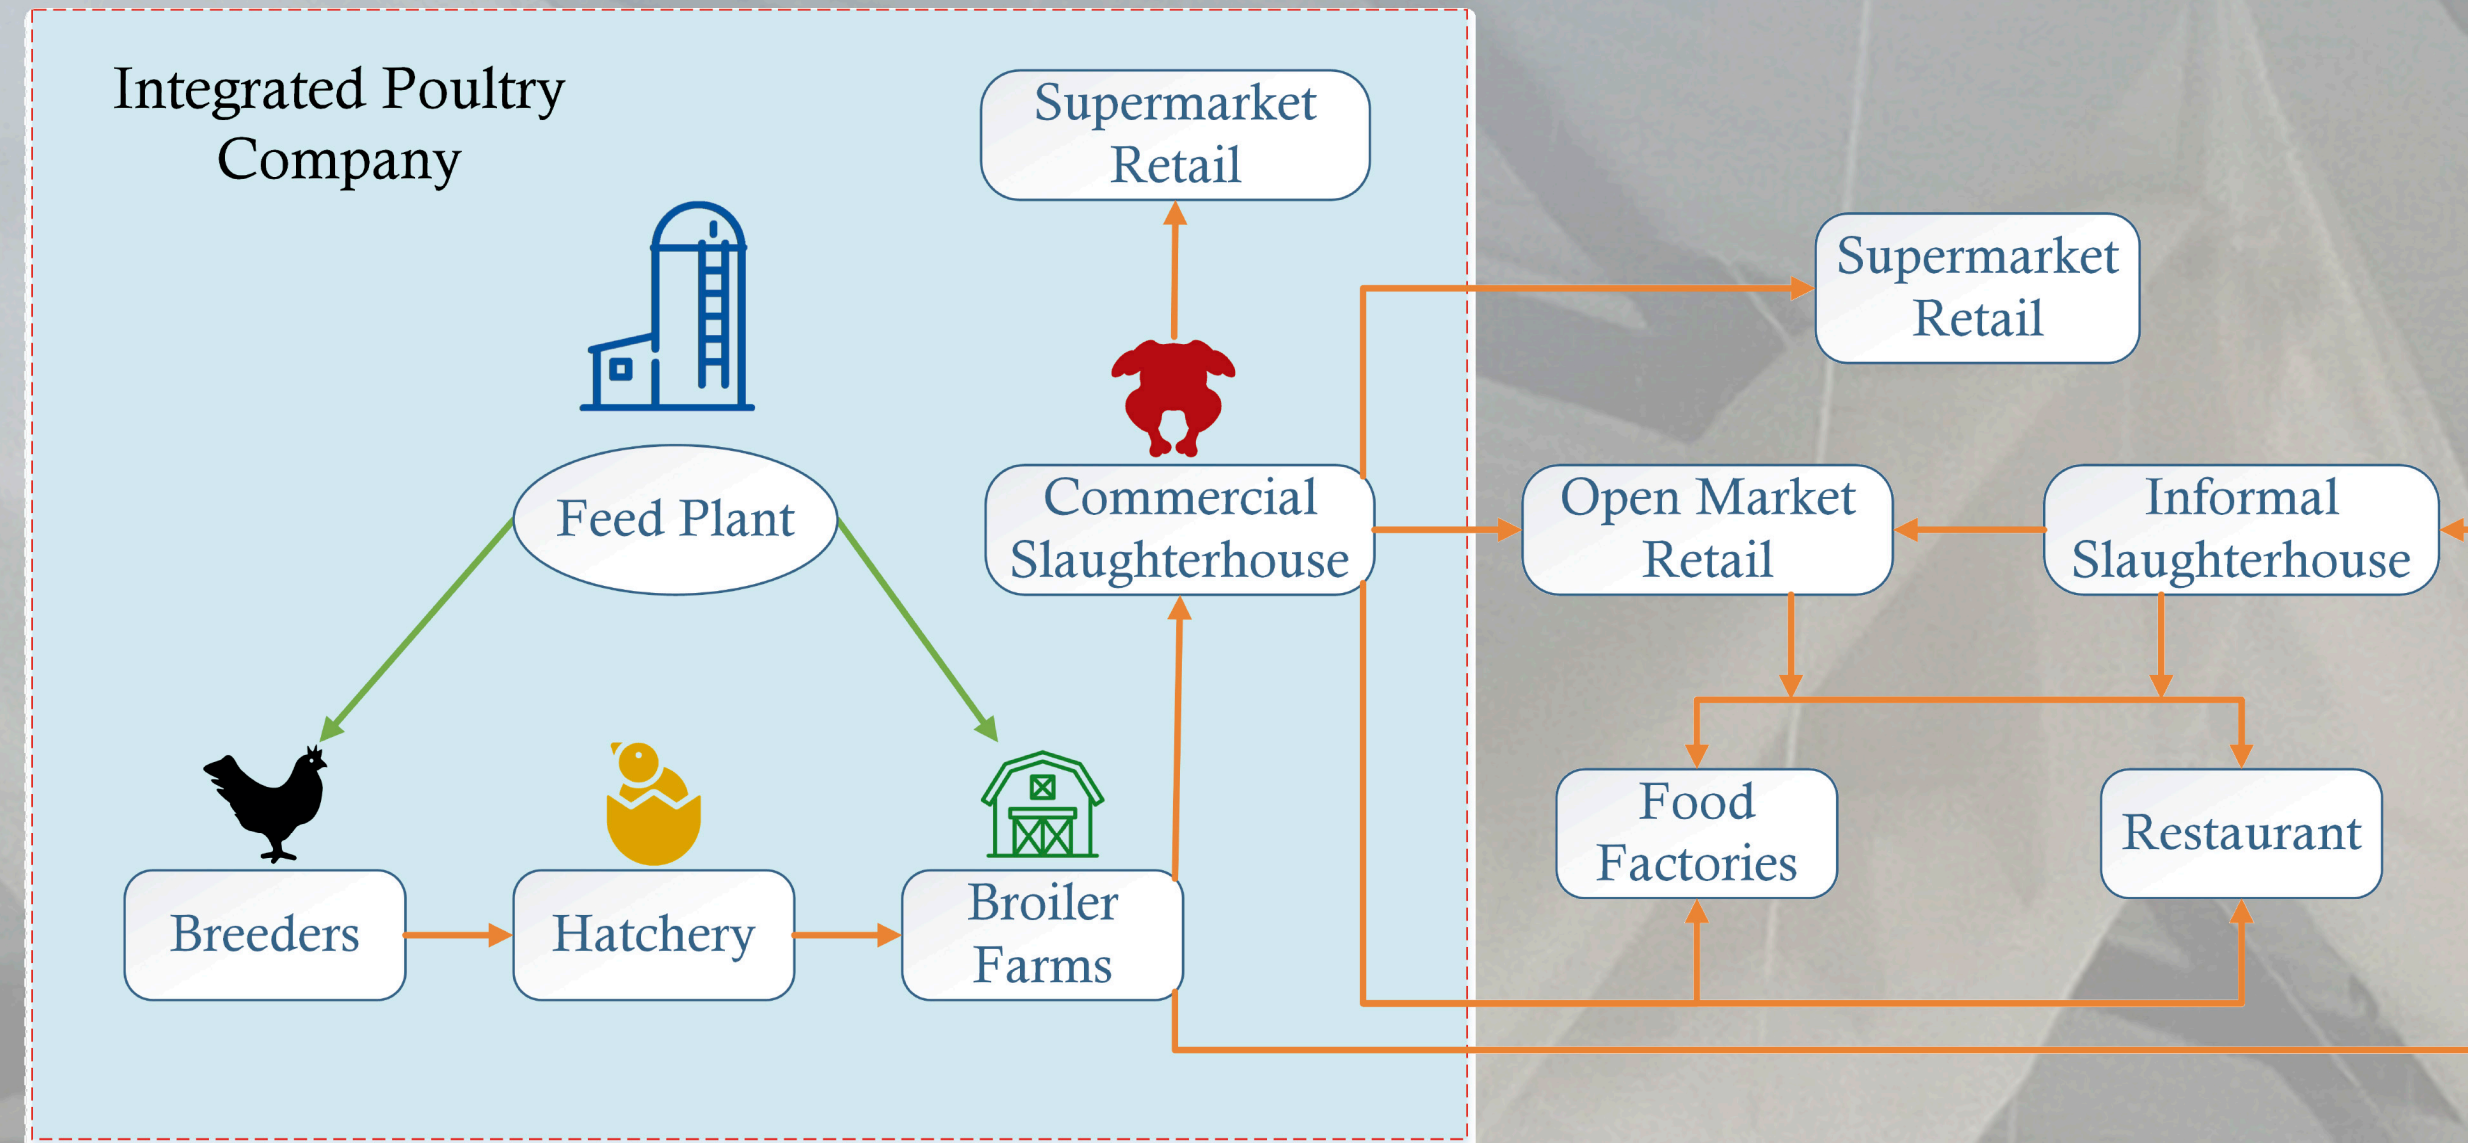 Integrated Poultry
Company
Supermarket
Retail
Supermarket
Retail
Feed Plant
Commercial
Slaughterhouse
Open Market
Retail
Informal
Slaughterhouse
Breeders
Hatchery
Broiler
Farms
Food
Factories
Restaurant